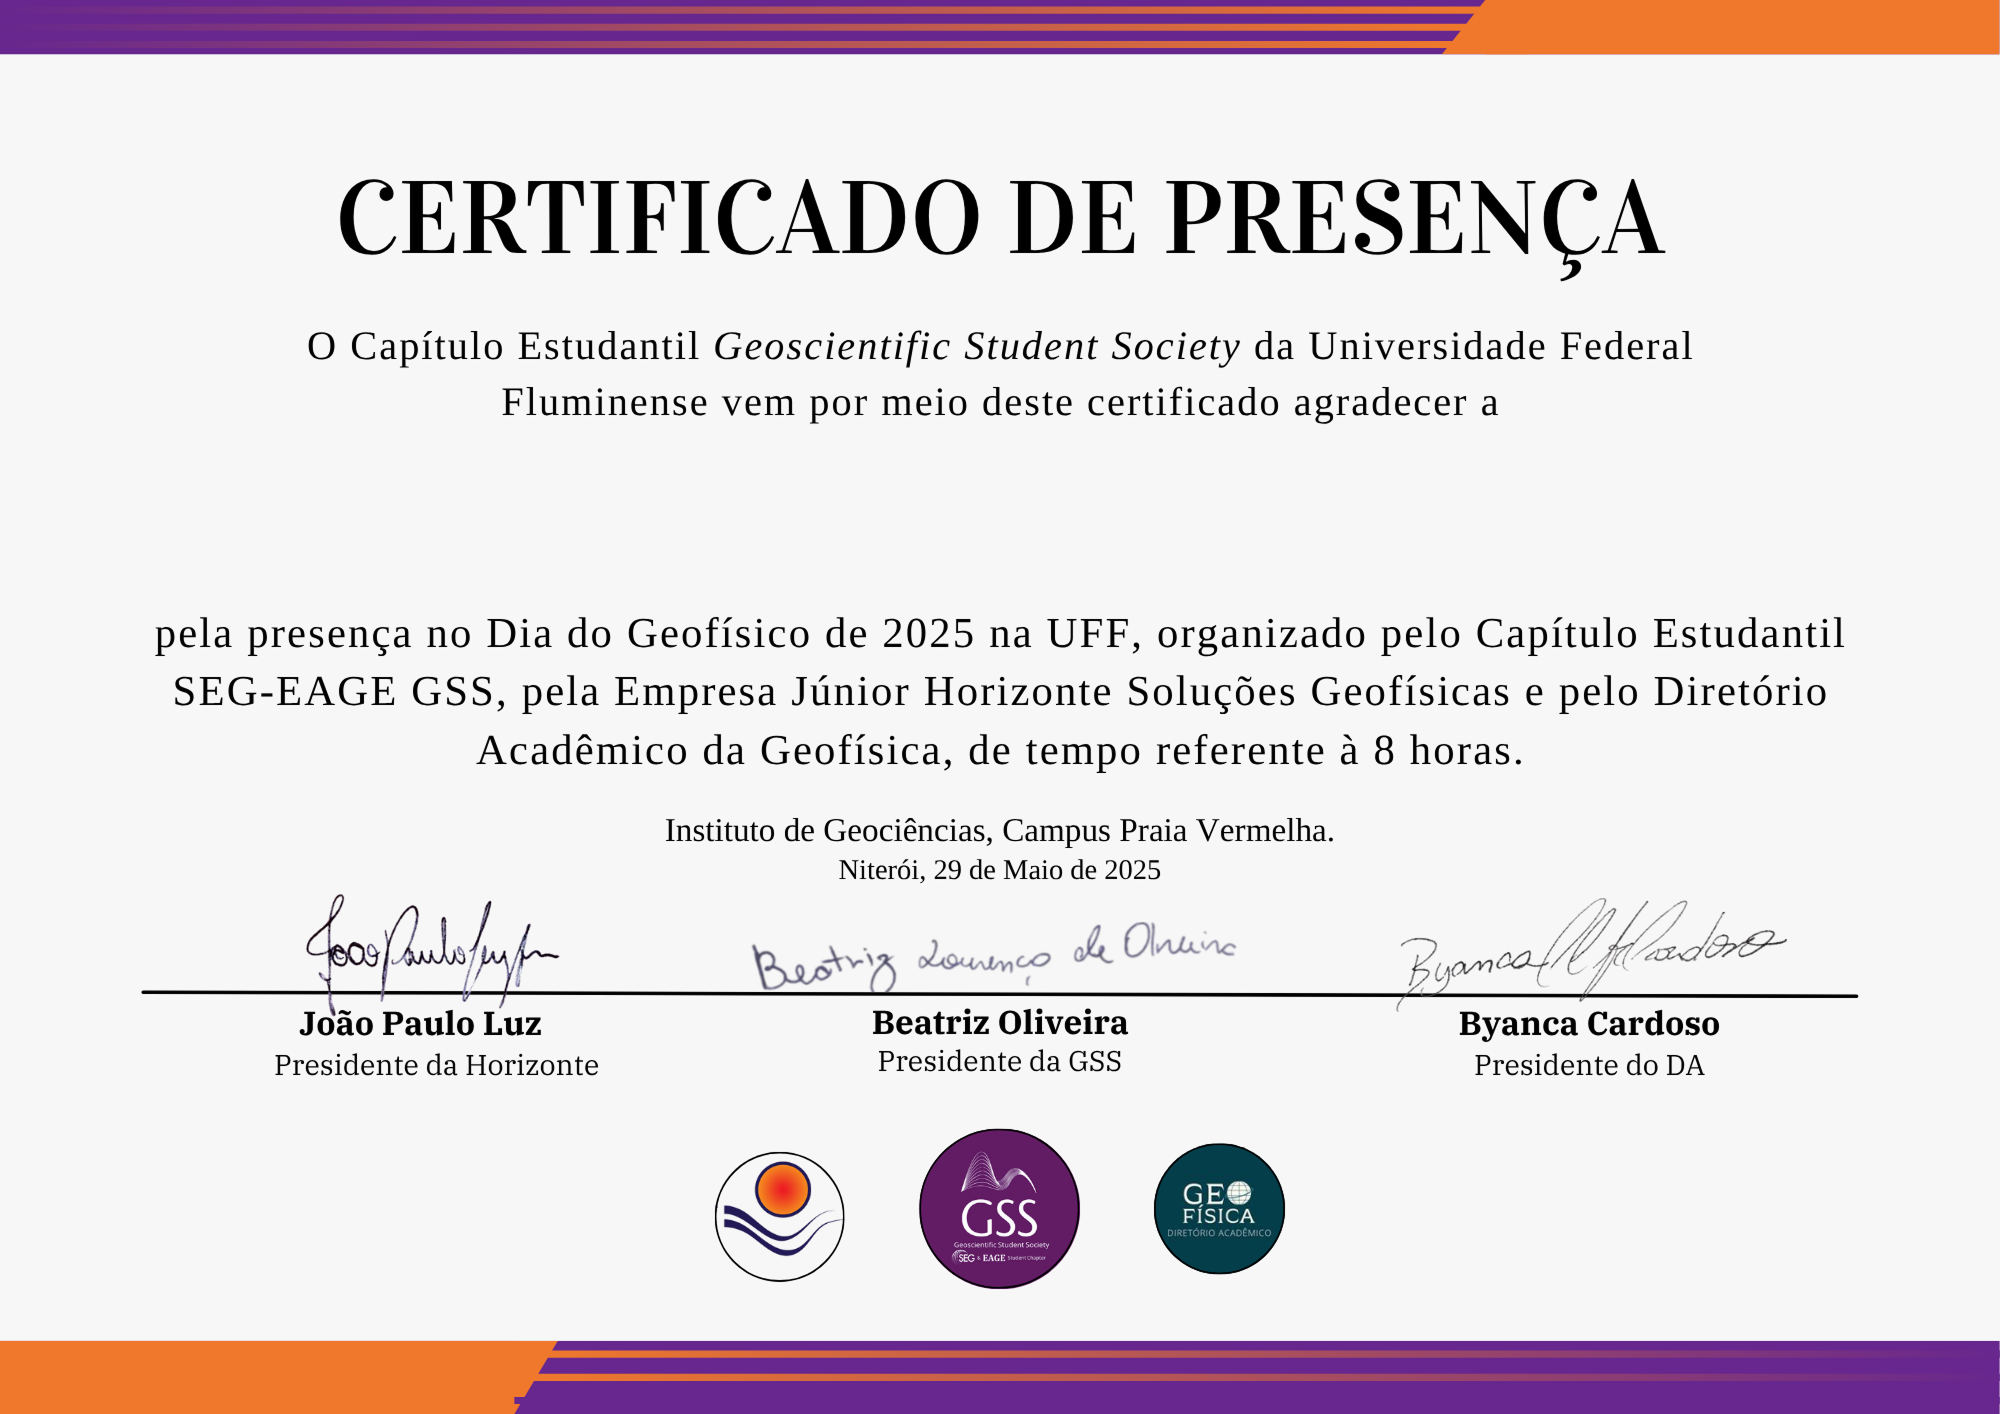 CERTIFICADO DE PRESENÇA
O Capítulo Estudantil Geoscientific Student Society da Universidade Federal
Fluminense vem por meio deste certificado agradecer a
pela presença no Dia do Geofísico de 2025 na UFF, organizado pelo Capítulo Estudantil
SEG-EAGE GSS, pela Empresa Júnior Horizonte Soluções Geofísicas e pelo Diretório
Acadêmico da Geofísica, de tempo referente à 8 horas.
Instituto de Geociências, Campus Praia Vermelha.
Niterói, 29 de Maio de 2025
João Paulo Luz
Beatriz Lourenço de Oliveira
Byanca Cardoso
João Paulo Luz
Beatriz Oliveira
Byanca Cardoso
Presidente da Horizonte
Presidente da GSS
Presidente do DA
GSS
Geoscientific Student Society
SEG & EAGE Student Chapter
GEO
FÍSICA
DIRETÓRIO ACADÊMICO